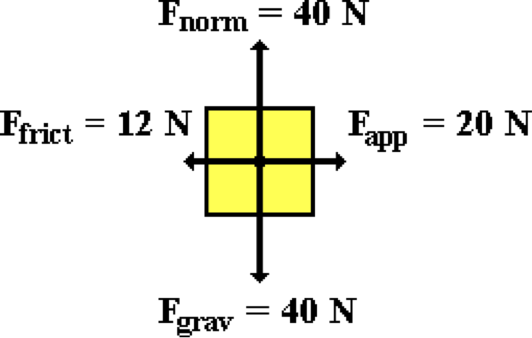 Fnorm = 40 N
Ffrict = 12 N
Fapp = 20 N
Fgrav = 40 N